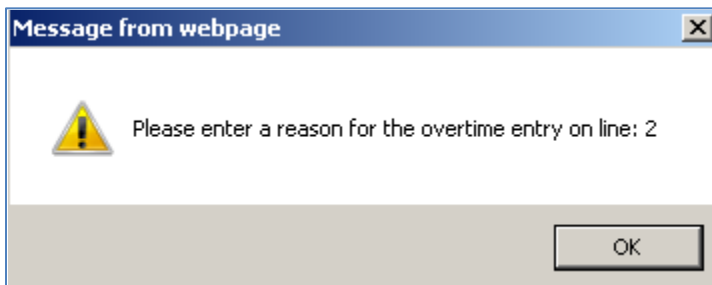 Message from webpage
Please enter a reason for the overtime entry on line: 2
OK